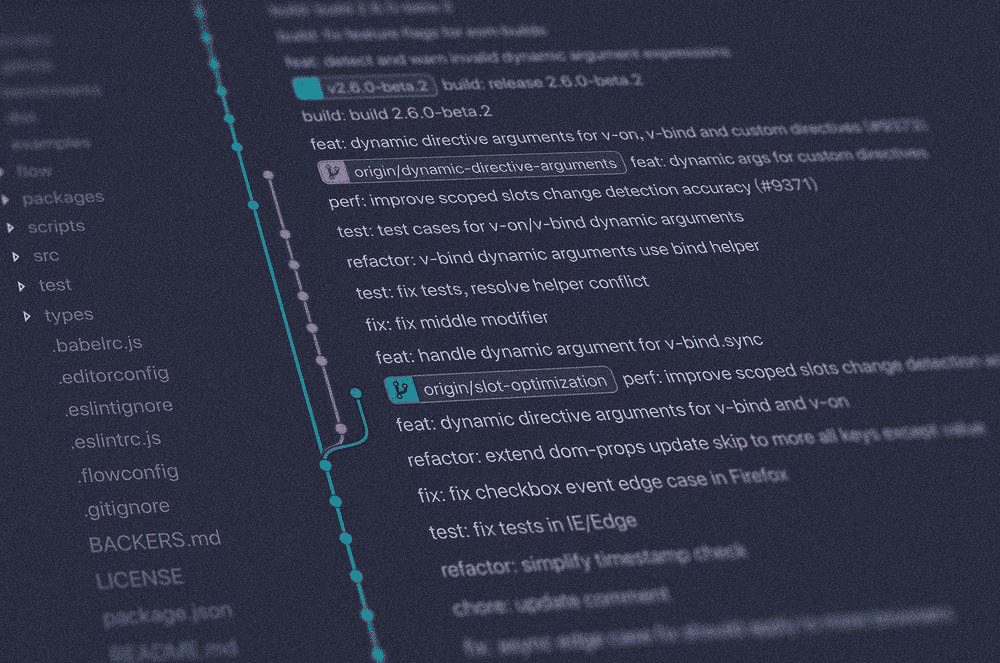 build: fix feature flags for esm builds
feat: detect and warn invalid dynamic argument expressions
v2.6.0-beta.2 build: release 2.6.0-beta.2
build: build 2.6.0-beta.2
feat: dynamic directive arguments for v-on, v-bind and custom directives (#9373)
origin/dynamic-directive-arguments feat: dynamic args for custom directives
perf: improve scoped slots change detection accuracy (#9371)
test: test cases for v-on/v-bind dynamic arguments
refactor: v-bind dynamic arguments use bind helper
test: fix tests, resolve helper conflict
fix: fix middle modifier
feat: handle dynamic argument for v-bind.sync
origin/slot-optimization perf: improve scoped slots change detection
feat: dynamic directive arguments for v-bind and v-on
refactor: extend dom-props update skip to more all keys except value
fix: fix checkbox event edge case in Firefox
test: fix tests in IE/Edge
refactor: simplify timestamp check
chore: update comment
examples
flow
packages
scripts
src
test
types
.babelrc.js
.editorconfig
.eslintignore
.eslintrc.js
.flowconfig
.gitignore
BACKERS.md
LICENSE
package.json
README.md